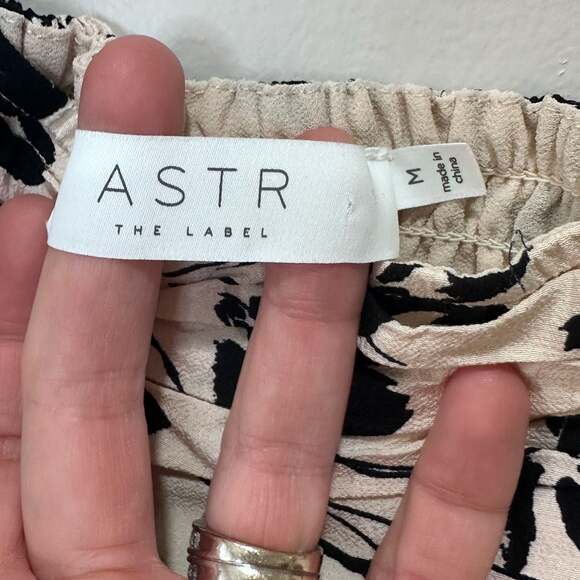 ASTR
THE LABEL
M
made in
china